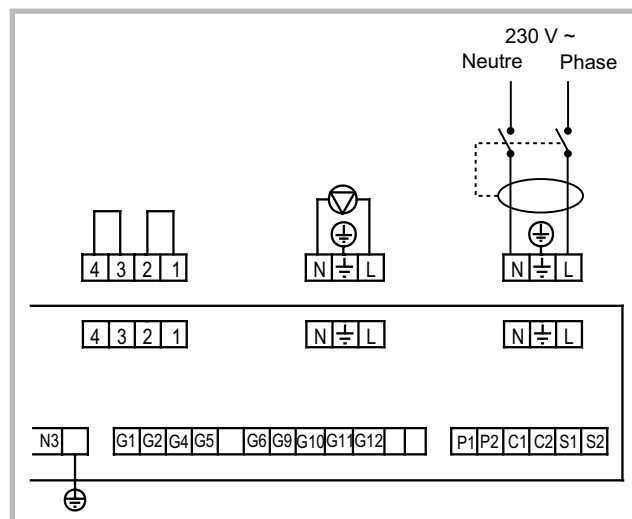 230 V ~
Neutre Phase
4 3 2 1 N L N L
4 3 2 1 N L N L
N3 G1 G2 G4 G5 G6 G9 G10 G11 G12 P1 P2 C1 C2 S1 S2